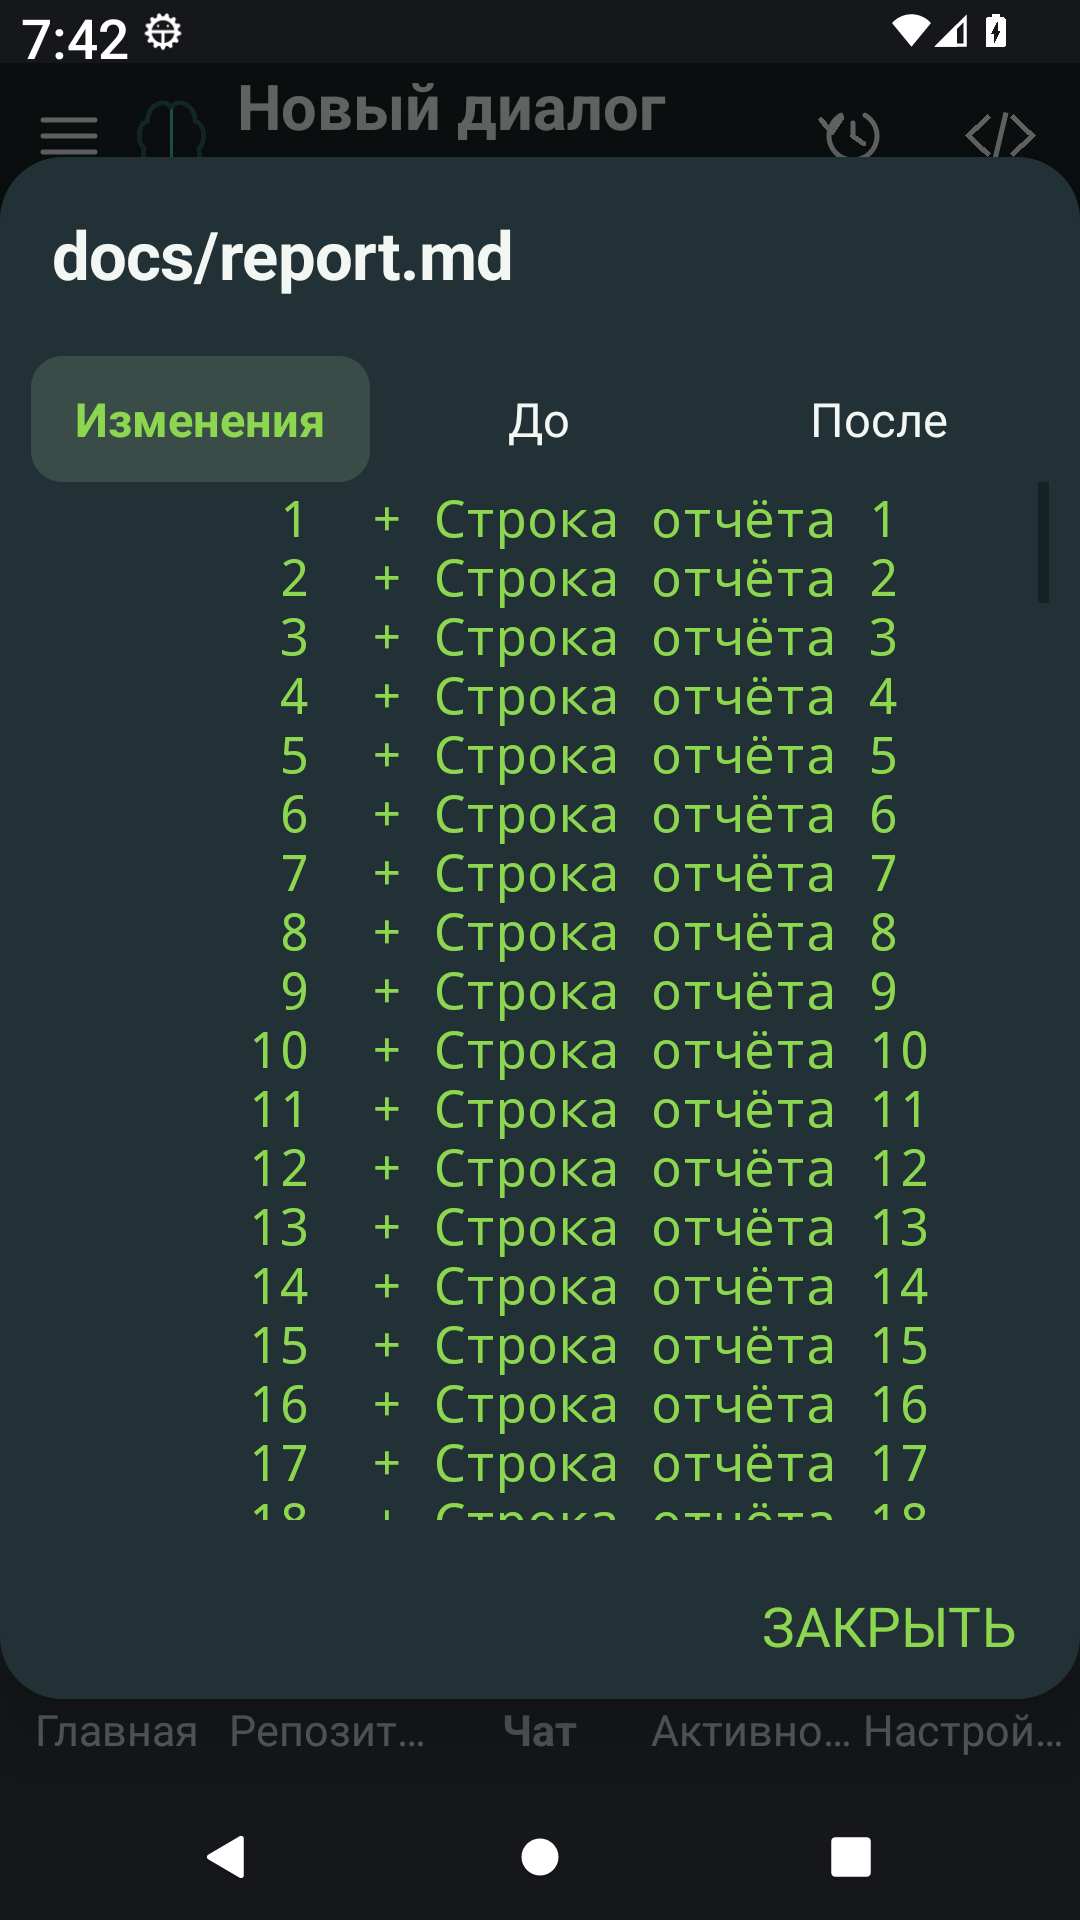 7:42
Новый диалог
docs/report.md
Изменения До После
1 + Строка отчёта 1
2 + Строка отчёта 2
3 + Строка отчёта 3
4 + Строка отчёта 4
5 + Строка отчёта 5
6 + Строка отчёта 6
7 + Строка отчёта 7
8 + Строка отчёта 8
9 + Строка отчёта 9
10 + Строка отчёта 10
11 + Строка отчёта 11
12 + Строка отчёта 12
13 + Строка отчёта 13
14 + Строка отчёта 14
15 + Строка отчёта 15
16 + Строка отчёта 16
17 + Строка отчёта 17
18 + Строка отчёта 18
ЗАКРЫТЬ
Главная Репозит... Чат Активно... Настрой...